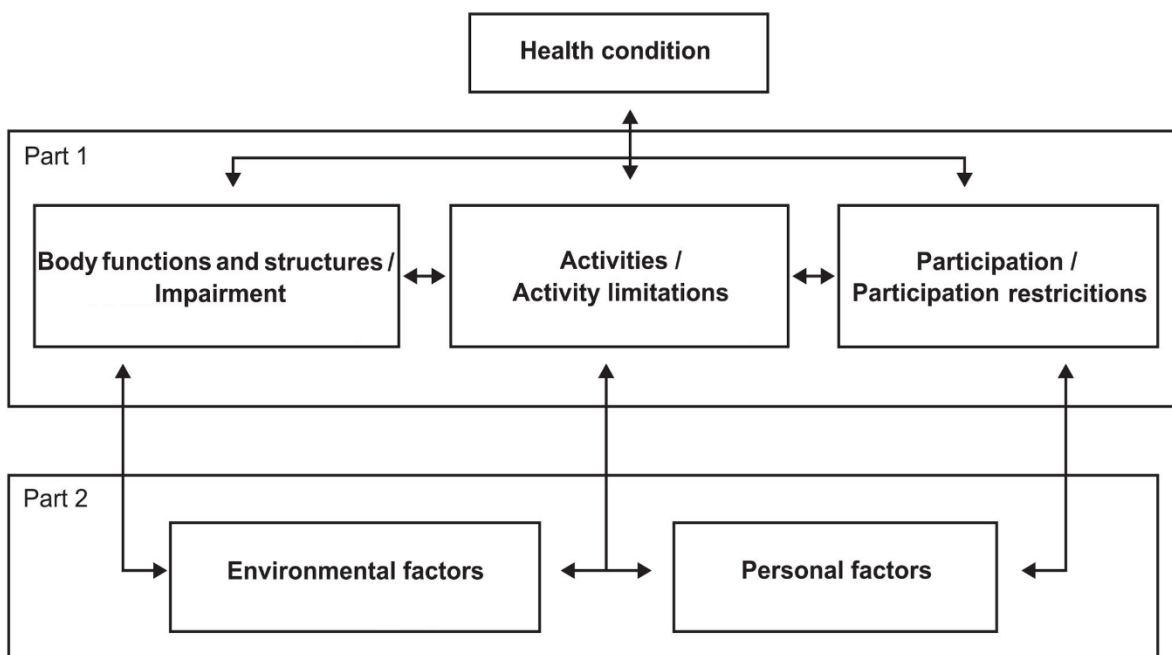 Health condition
Part 1
Body functions and structures /
Impairment
Activities /
Activity limitations
Participation /
Participation restricitions
Part 2
Environmental factors
Personal factors